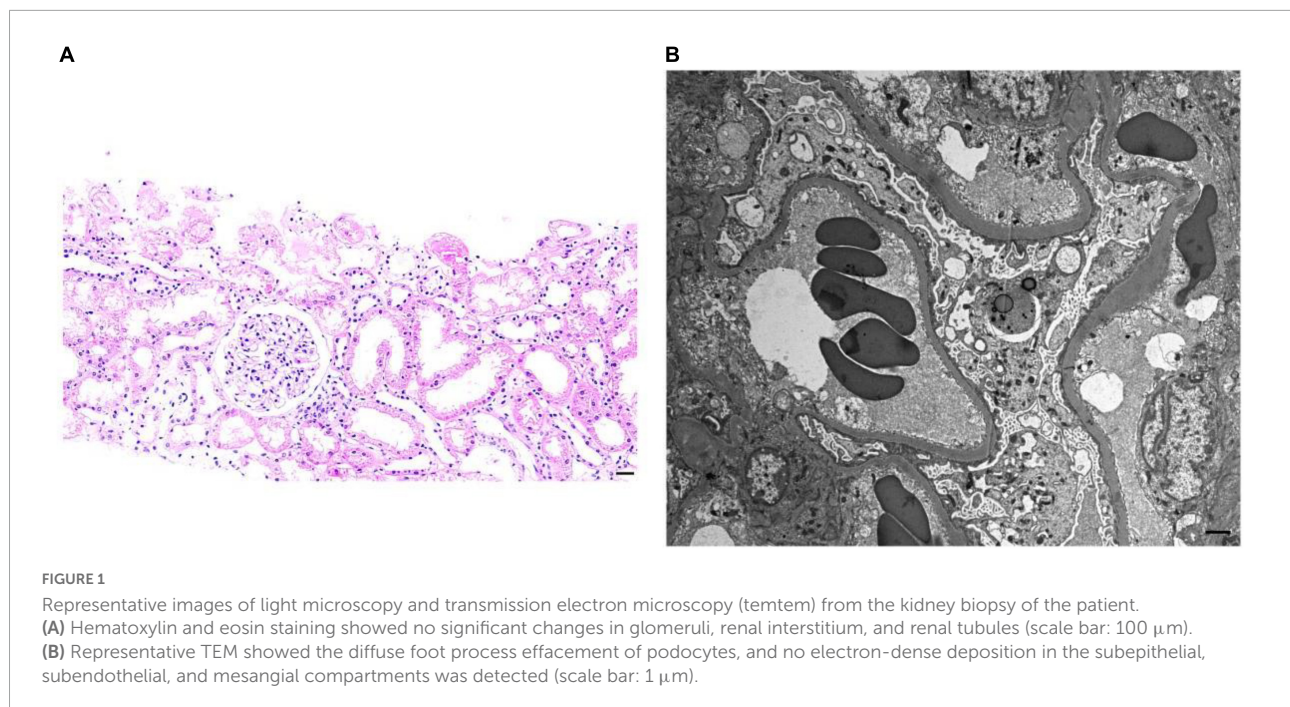 A
B
FIGURE 1
Representative images of light microscopy and transmission electron microscopy (temtem) from the kidney biopsy of the patient.
(A) Hematoxylin and eosin staining showed no significant changes in glomeruli, renal interstitium, and renal tubules (scale bar: 100 μm).
(B) Representative TEM showed the diffuse foot process effacement of podocytes, and no electron-dense deposition in the subepithelial,
subendothelial, and mesangial compartments was detected (scale bar: 1 μm).